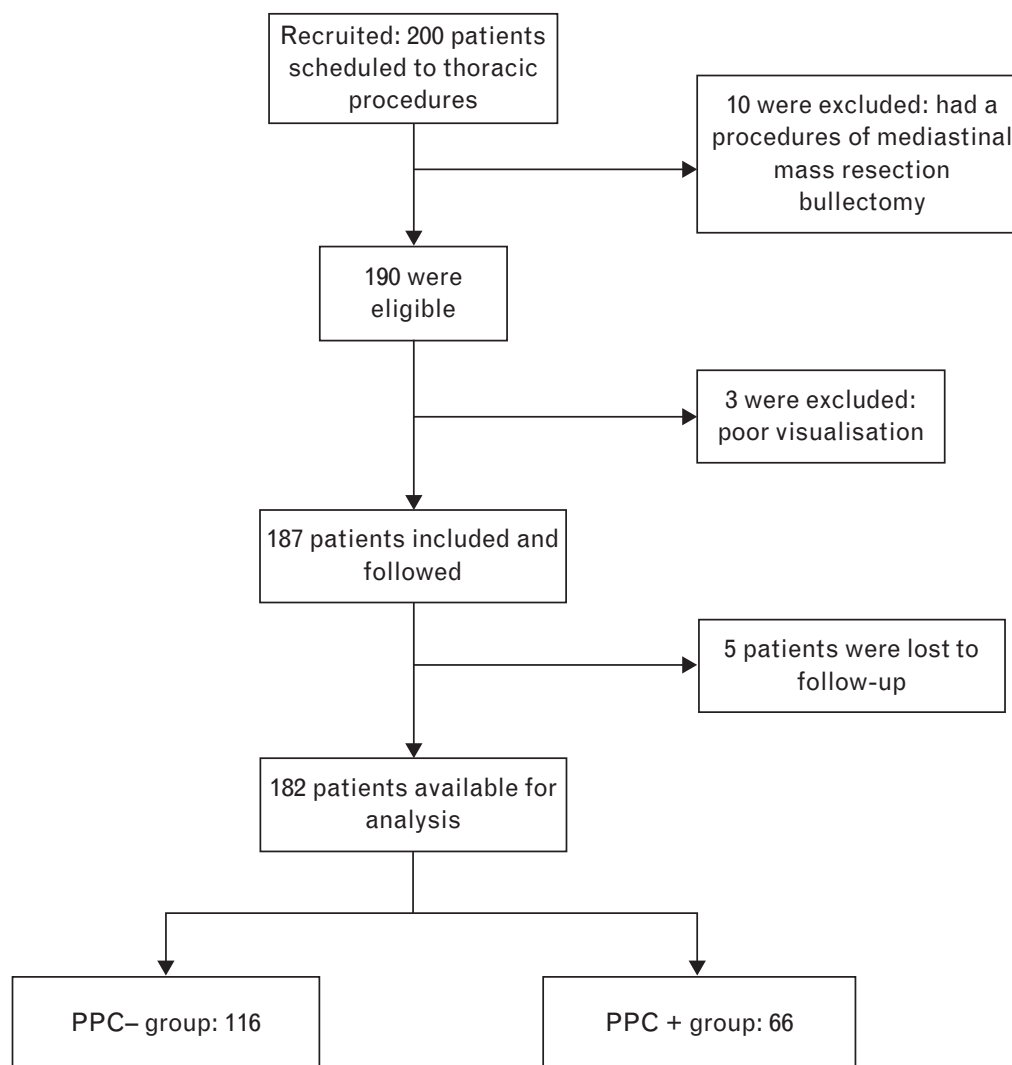 Recruited: 200 patients
scheduled to thoracic
procedures
10 were excluded: had a
procedures of mediastinal
mass resection
bullectomy
190 were
eligible
3 were excluded:
poor visualisation
187 patients included and
followed
5 patients were lost to
follow-up
182 patients available for
analysis
PPC– group: 116
PPC + group: 66